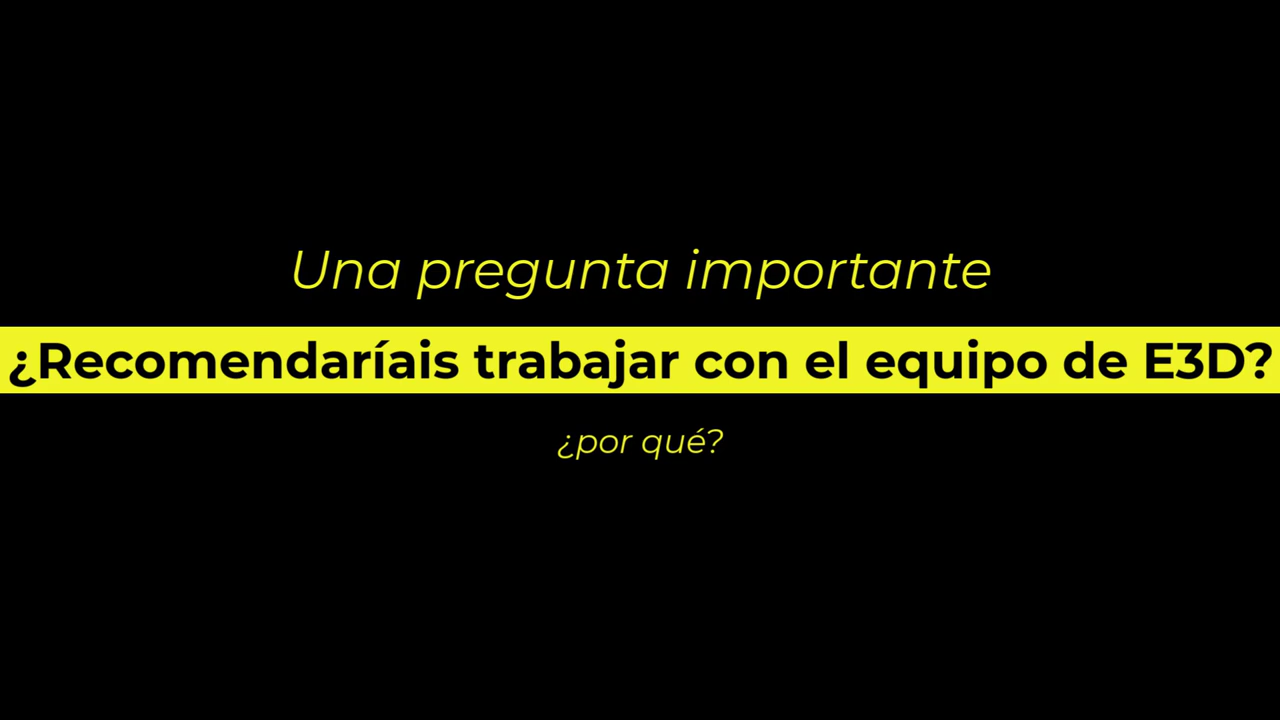 Una pregunta importante
¿Recomendaríais trabajar con el equipo de E3D?
¿por qué?